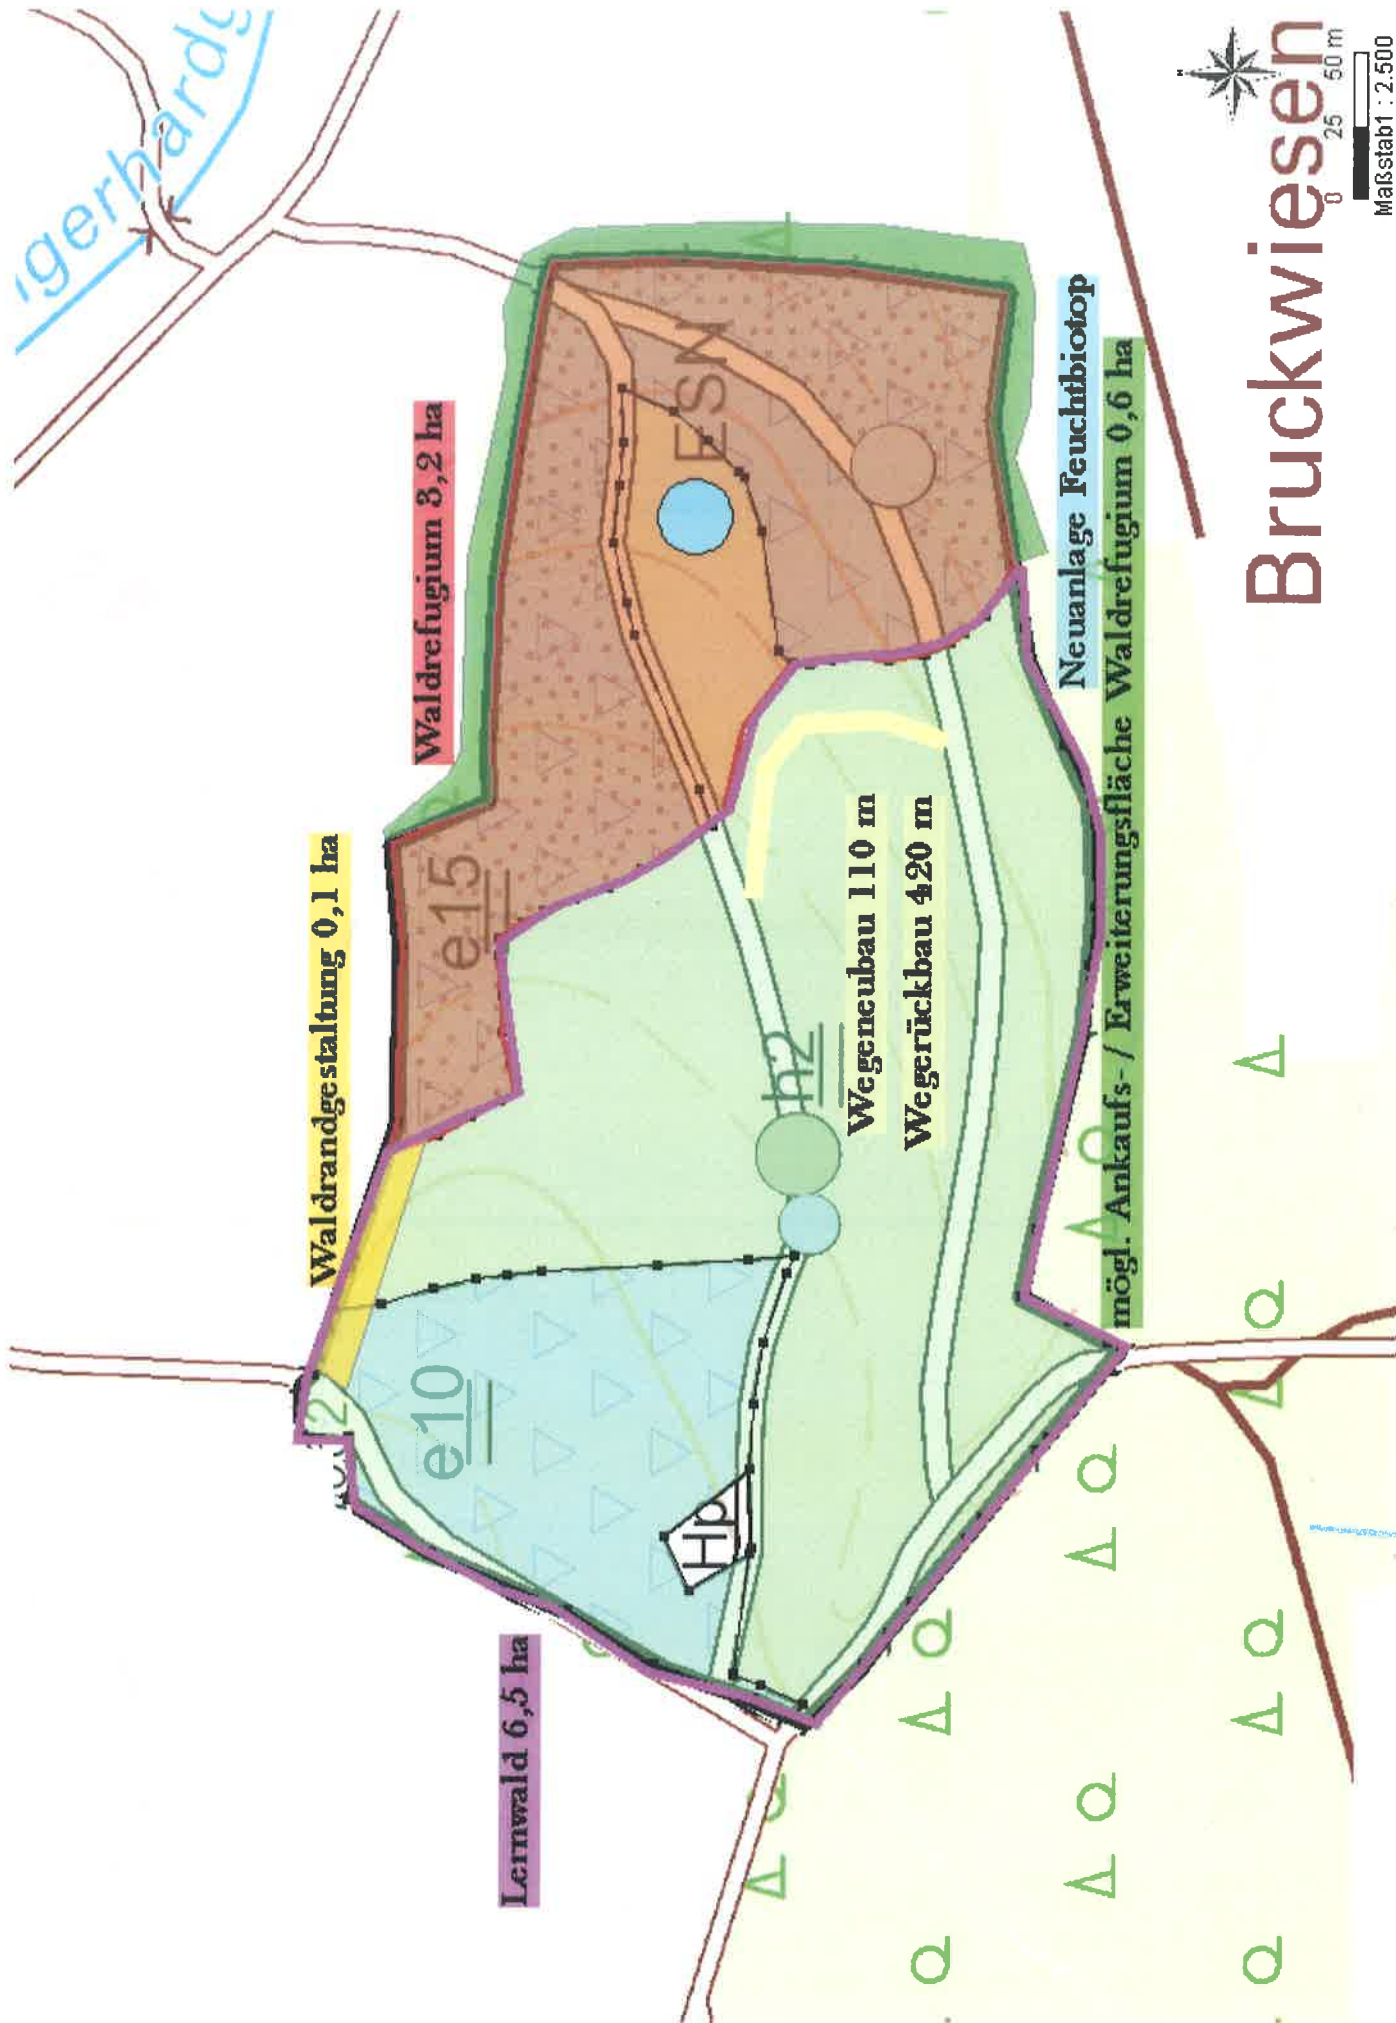 Lernwald 6,5 ha
Waldrandgestaltung 0,1 ha
Waldrefugium 3,2 ha
e10
e15
Hp
h2
ESN
Wegeneubau 110 m
Wegerückbau 420 m
Neuanlage Feuchtbiotop
mögl. Ankaufs- / Erweiterungsfläche Waldrefugium 0,6 ha
Bruckwiesen
0 25 50 m
Maßstab1 : 2.500